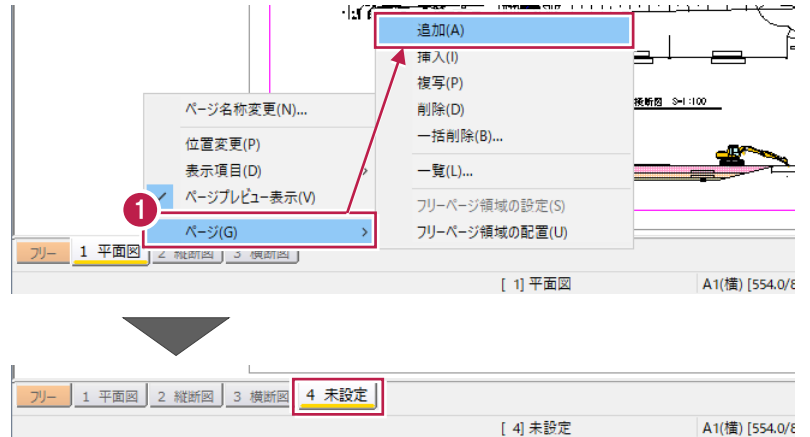 追加(A)
挿入(I)
複写(P)
削除(D)
一括削除(B)...
一覧(L)...
フリーページ領域の設定(S)
フリーページ領域の配置(U)
横断図 S=1:100
ページ名称変更(N)...
位置変更(P)
表示項目(D)
ページプレビュー表示(V)
ページ(G)
1
フリー 1 平面図 2 縦断図 3 横断図
[ 1] 平面図 A1(横) [554.0/8
フリー 1 平面図 2 縦断図 3 横断図 4 未設定
[ 4] 未設定 A1(横) [554.0/8